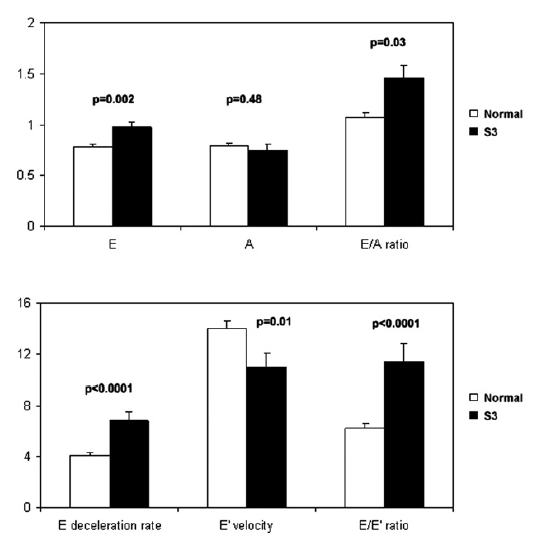 2
p=0.03
1.5
p=0.002
p=0.48
Normal
1
S3
0.5
0
E
A
E/A ratio
16
p=0.01
p<0.0001
12
p<0.0001
Normal
8
S3
4
0
E deceleration rate
E' velocity
E/E' ratio